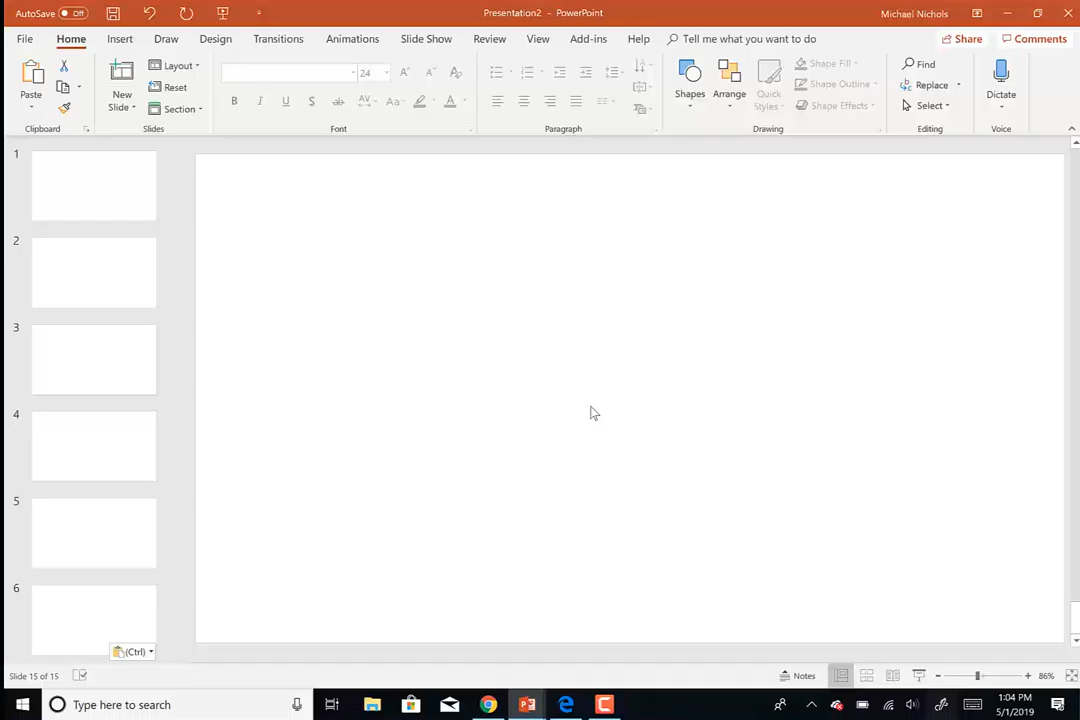 AutoSave Off Presentation2 - PowerPoint Michael Nichols
File Home Insert Draw Design Transitions Animations Slide Show Review View Add-ins Help Tell me what you want to do Share Comments
Paste
New Slide
Layout
Reset
Section
24
B I U S ab AV Aa A
Shapes
Arrange
Quick Styles
Shape Fill
Shape Outline
Shape Effects
Find
Replace
Select
Dictate
Clipboard Slides Font Paragraph Drawing Editing Voice
1
2
3
4
5
6
(Ctrl)
Slide 15 of 15 Notes 86%
Type here to search
1:04 PM
5/1/2019